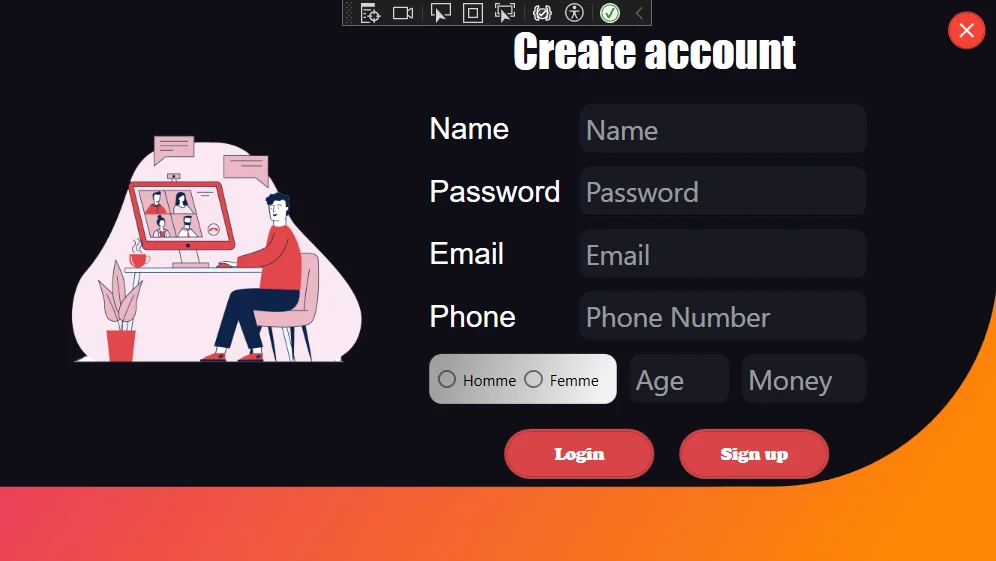 Create account
Name
Name
Password
Password
Email
Email
Phone
Phone Number
Homme Femme Age Money
Login Sign up